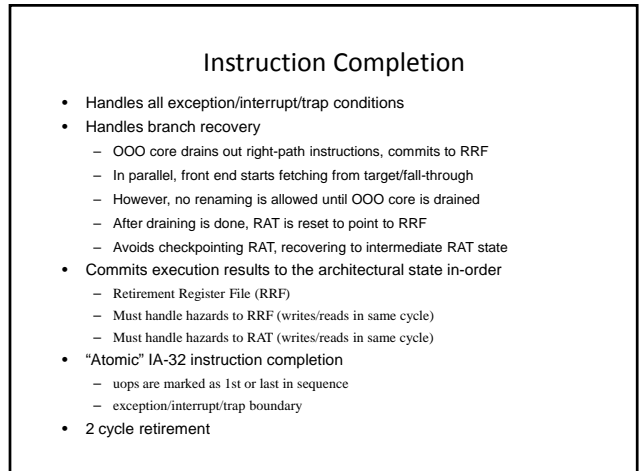 Instruction Completion
• Handles all exception/interrupt/trap conditions
• Handles branch recovery
– OOO core drains out right-path instructions, commits to RRF
– In parallel, front end starts fetching from target/fall-through
– However, no renaming is allowed until OOO core is drained
– After draining is done, RAT is reset to point to RRF
– Avoids checkpointing RAT, recovering to intermediate RAT state
• Commits execution results to the architectural state in-order
– Retirement Register File (RRF)
– Must handle hazards to RRF (writes/reads in same cycle)
– Must handle hazards to RAT (writes/reads in same cycle)
• “Atomic” IA-32 instruction completion
– uops are marked as 1st or last in sequence
– exception/interrupt/trap boundary
• 2 cycle retirement